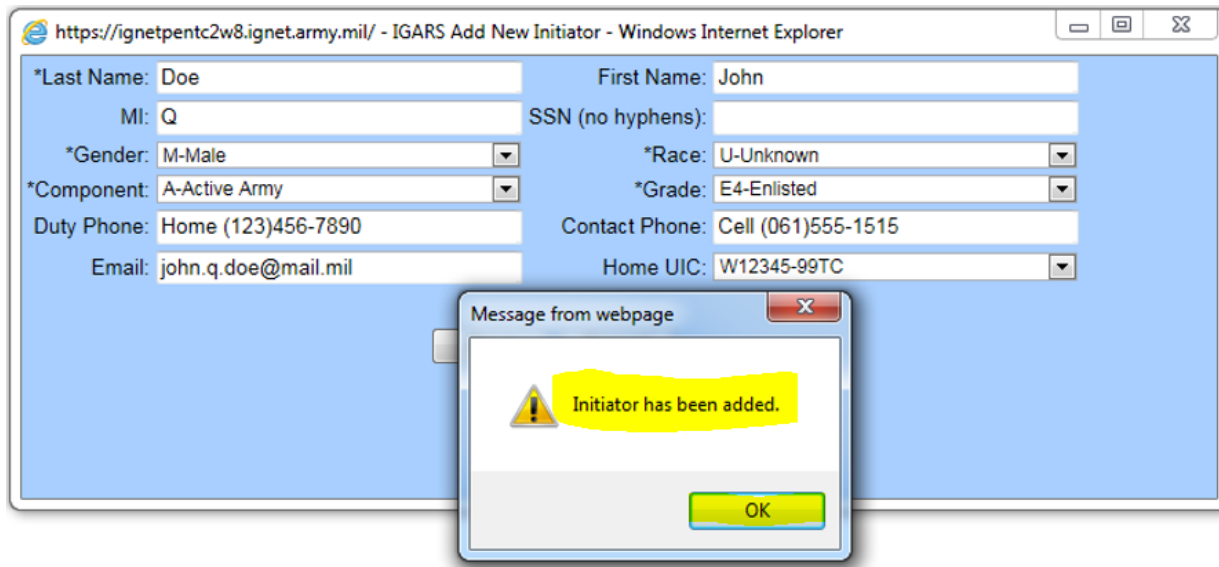 https://ignetpentc2w8.ignet.army.mil/ - IGARS Add New Initiator - Windows Internet Explorer
*Last Name: Doe First Name: John
MI: Q SSN (no hyphens):
*Gender: M-Male *Race: U-Unknown
*Component: A-Active Army *Grade: E4-Enlisted
Duty Phone: Home (123)456-7890 Contact Phone: Cell (061)555-1515
Email: john.q.doe@mail.mil Home UIC: W12345-99TC
Message from webpage
Initiator has been added.
OK